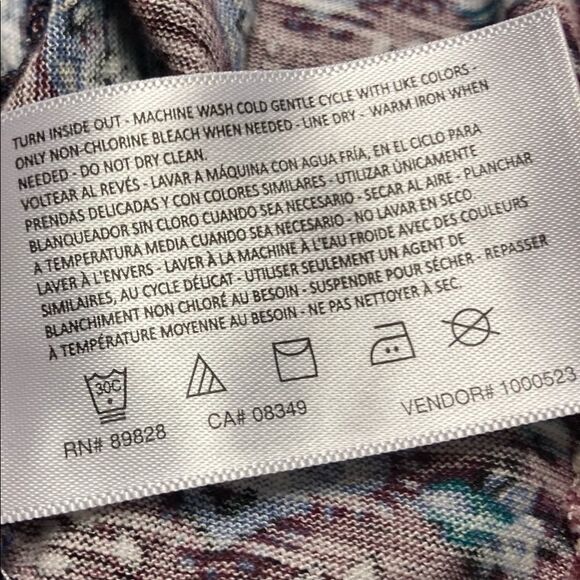 TURN INSIDE OUT - MACHINE WASH COLD GENTLE CYCLE WITH LIKE COLORS -
ONLY NON-CHLORINE BLEACH WHEN NEEDED - LINE DRY - WARM IRON WHEN
NEEDED - DO NOT DRY CLEAN.
VOLTEAR AL REVÉS - LAVAR A MÁQUINA CON AGUA FRÍA, EN EL CICLO PARA
PRENDAS DELICADAS Y CON COLORES SIMILARES - UTILIZAR ÚNICAMENTE
BLANQUEADOR SIN CLORO CUANDO SEA NECESARIO - SECAR AL AIRE - PLANCHAR
A TEMPERATURA MEDIA CUANDO SEA NECESARIO - NO LAVAR EN SECO.
LAVER À L'ENVERS - LAVER À LA MACHINE À L'EAU FROIDE AVEC DES COULEURS
SIMILAIRES, AU CYCLE DÉLICAT - UTILISER SEULEMENT UN AGENT DE
BLANCHIMENT NON CHLORÉ AU BESOIN - SUSPENDRE POUR SÉCHER - REPASSER
À TEMPÉRATURE MOYENNE AU BESOIN - NE PAS NETTOYER À SEC.
30C
RN# 89828 CA# 08349 VENDOR# 1000523